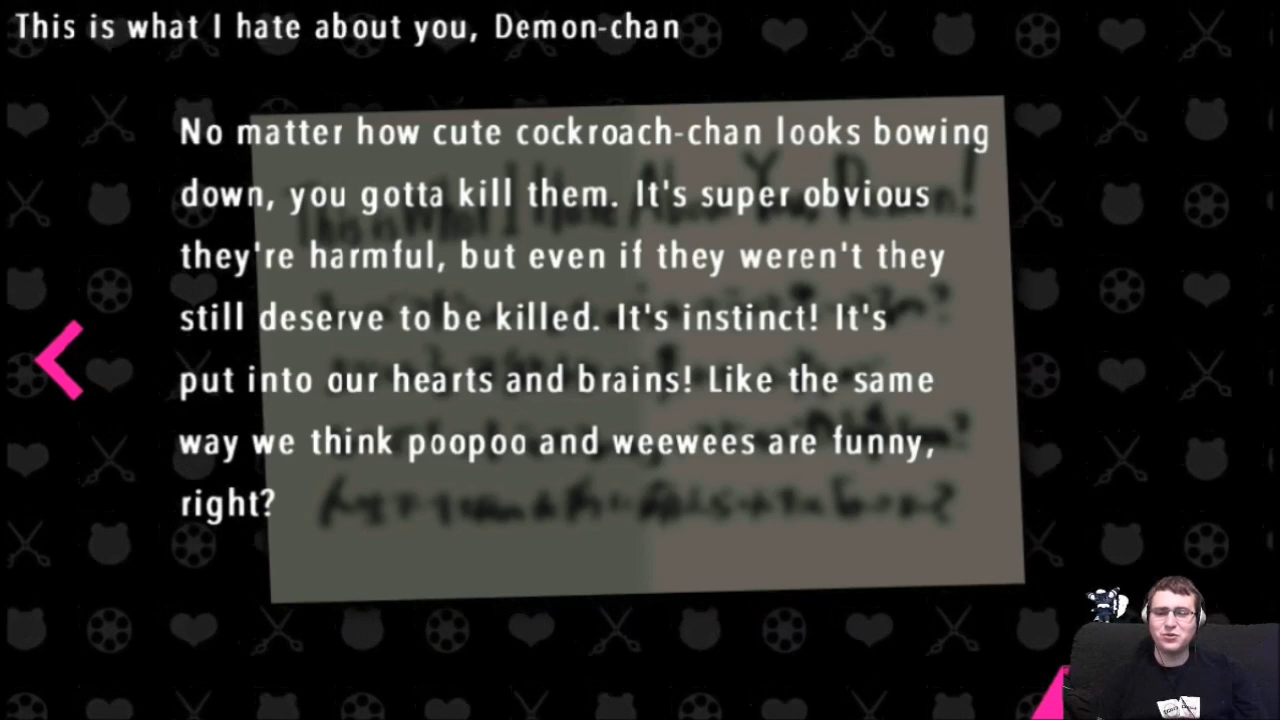 This is what I hate about you, Demon-chan
No matter how cute cockroach-chan looks bowing
down, you gotta kill them. It's super obvious
they're harmful, but even if they weren't they
still deserve to be killed. It's instinct! It's
put into our hearts and brains! Like the same
way we think poopoo and weewees are funny,
right?